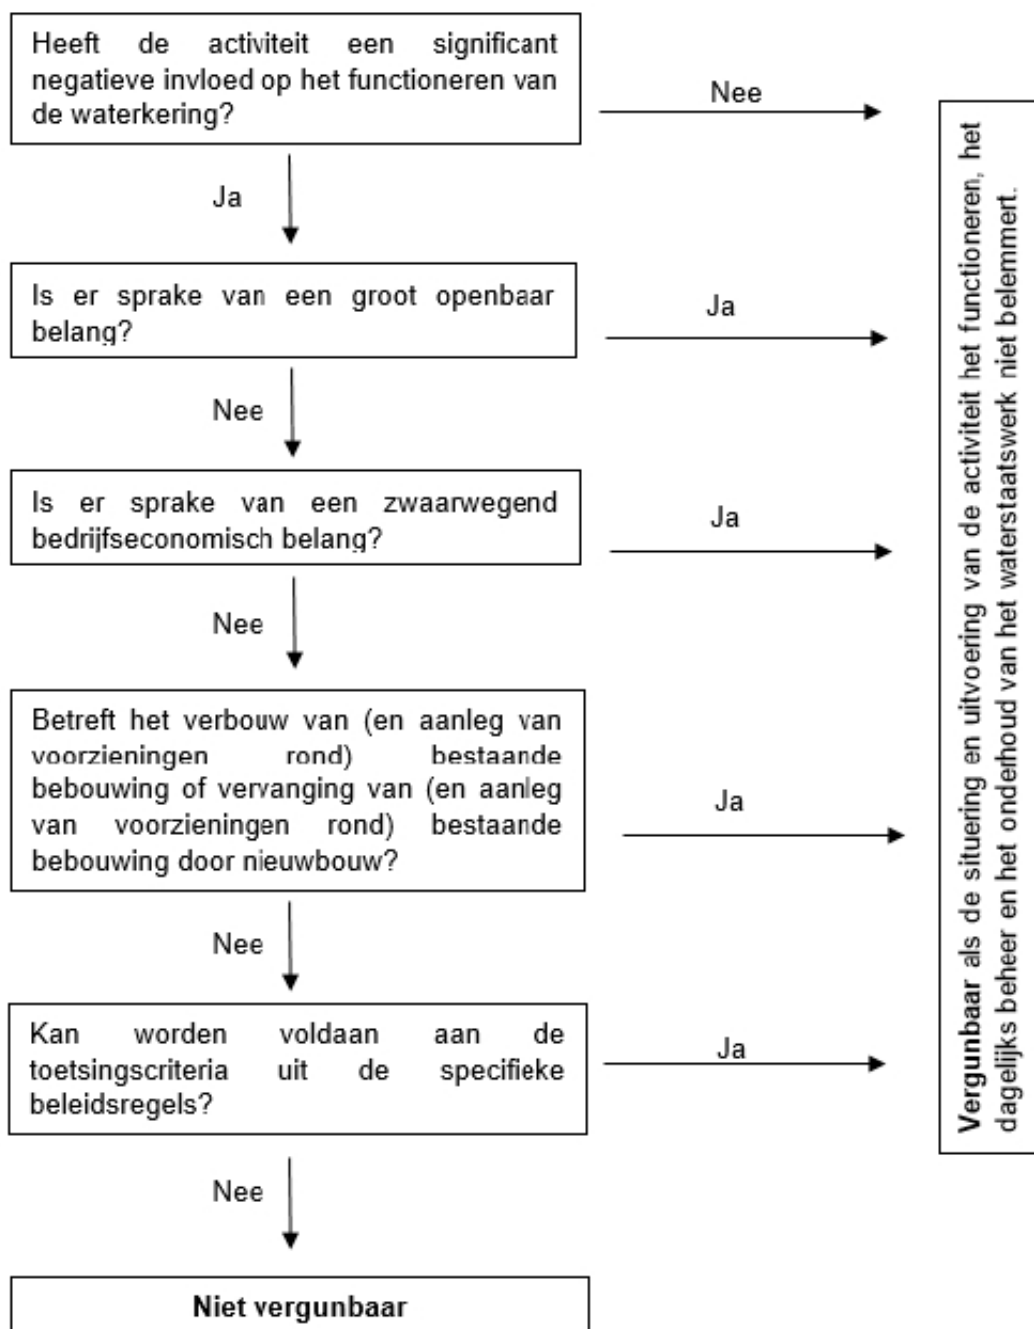 Heeft de activiteit een significant
negatieve invloed op het functioneren van
de waterkering?
Nee
Ja
Is er sprake van een groot openbaar
belang?
Ja
Nee
Is er sprake van een zwaarwegend
bedrijfseconomisch belang?
Ja
Nee
Betreft het verbouw van (en aanleg van
voorzieningen rond) bestaande
bebouwing of vervanging van (en aanleg
van voorzieningen rond) bestaande
bebouwing door nieuwbouw?
Ja
Nee
Kan worden voldaan aan de
toetsingscriteria uit de specifieke
beleidsregels?
Ja
Nee
Niet vergunbaar
Vergunbaar als de situering en uitvoering van de activiteit het functioneren, het
dagelijks beheer en het onderhoud van het waterstaatswerk niet belemmert.